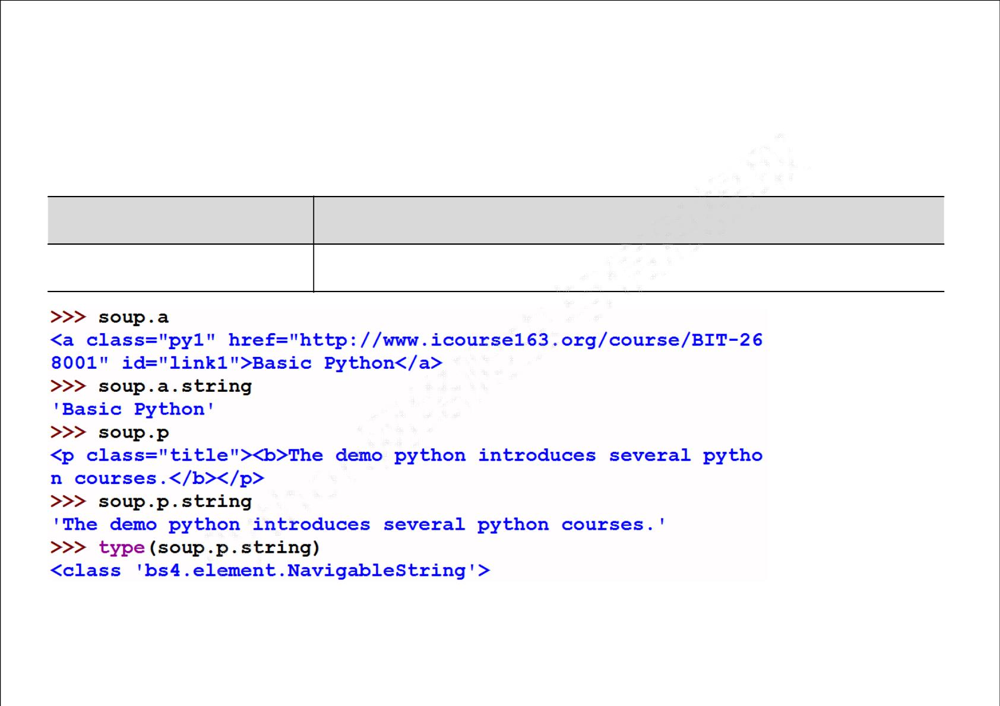 >>> soup.a
<a class="py1" href="http://www.icourse163.org/course/BIT-26
8001" id="link1">Basic Python</a>
>>> soup.a.string
'Basic Python'
>>> soup.p
<p class="title"><b>The demo python introduces several pytho
n courses.</b></p>
>>> soup.p.string
'The demo python introduces several python courses.'
>>> type(soup.p.string)
<class 'bs4.element.NavigableString'>